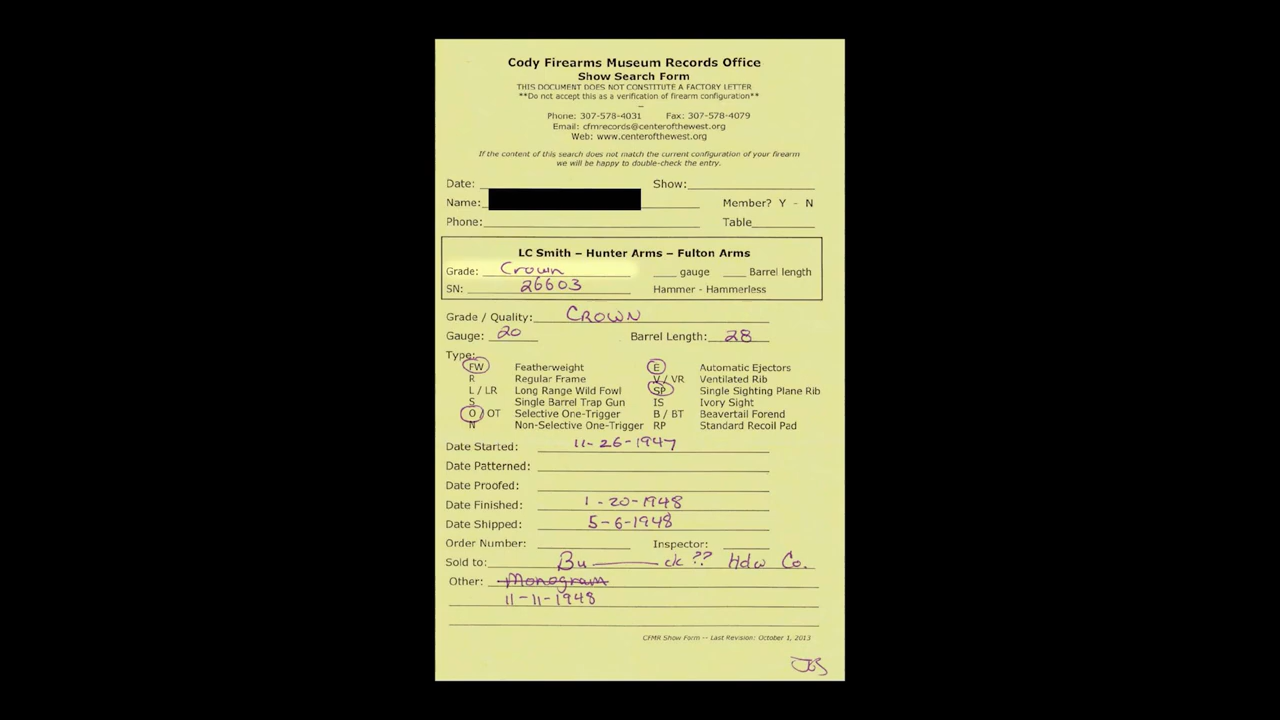 Cody Firearms Museum Records Office
Show Search Form
THIS DOCUMENT DOES NOT CONSTITUTE A FACTORY LETTER
**Do not accept this as a verification of firearm configuration**
–
Phone: 307-578-4031 Fax: 307-578-4079
Email: cfmrecords@centerofthewest.org
Web: www.centerofthewest.org
If the content of this search does not match the current configuration of your firearm
we will be happy to double-check the entry.
Date: Show:
Name: Member? Y - N
Phone: Table
LC Smith – Hunter Arms – Fulton Arms
Grade: Crown gauge Barrel length
SN: 26603 Hammer - Hammerless
Grade / Quality: CROWN
Gauge: 20 Barrel Length: 28
Type:
FW Featherweight E Automatic Ejectors
R Regular Frame V / VR Ventilated Rib
L / LR Long Range Wild Fowl SP Single Sighting Plane Rib
S Single Barrel Trap Gun IS Ivory Sight
O / OT Selective One-Trigger B / BT Beavertail Forend
N Non-Selective One-Trigger RP Standard Recoil Pad
Date Started: 11-26-1947
Date Patterned:
Date Proofed:
Date Finished: 1-20-1948
Date Shipped: 5-6-1948
Order Number: Inspector:
Sold to: Bu ck ?? Hdw Co.
Other: Monogram
11-11-1948
CFMR Show Form -- Last Revision: October 1, 2013